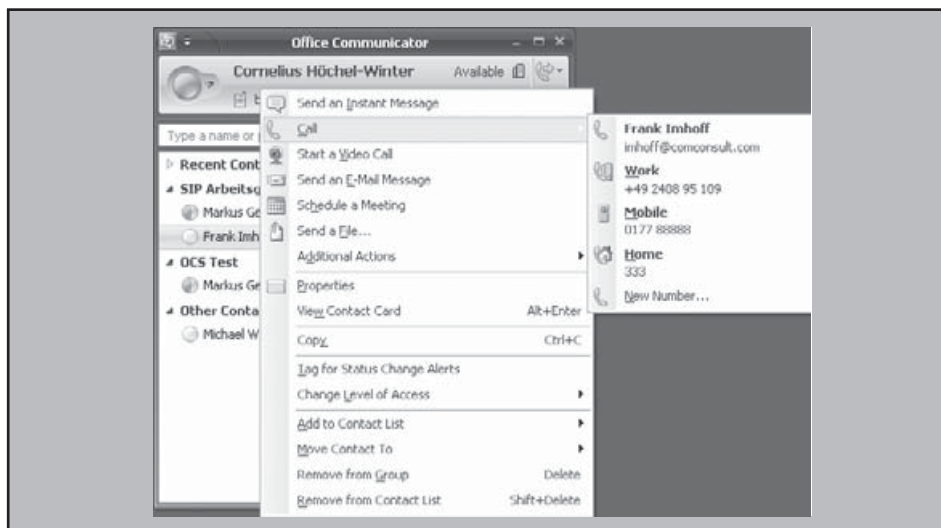 Office Communicator
Cornelius Höchel-Winter Available
Type a name or
Recent Cont
SIP Arbeitsg
Markus Ge
Frank Imh
OCS Test
Markus Ge
Other Conta
Michael W
Send an Instant Message
Call
Start a Video Call
Send an E-Mail Message
Schedule a Meeting
Send a File...
Additional Actions
Properties
View Contact Card Alt+Enter
Copy Ctrl+C
Tag for Status Change Alerts
Change Level of Access
Add to Contact List
Move Contact To
Remove from Group Delete
Remove from Contact List Shift+Delete
Frank Imhoff
imhoff@comconsult.com
Work
+49 2408 95 109
Mobile
0177 88888
Home
333
New Number...